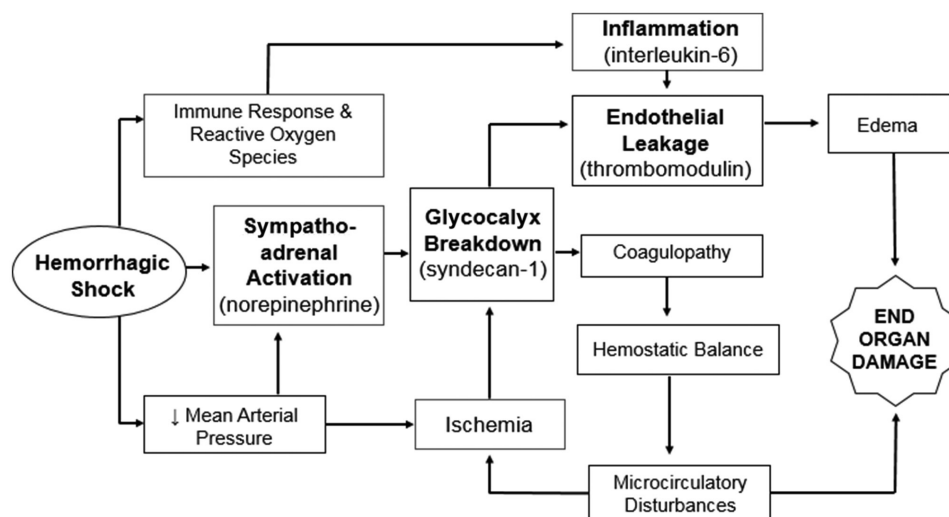 Inflammation
(interleukin-6)
Immune Response &
Reactive Oxygen
Species
Endothelial
Leakage
(thrombomodulin)
Edema
Hemorrhagic
Shock
Sympatho-
adrenal
Activation
(norepinephrine)
Glycocalyx
Breakdown
(syndecan-1)
Coagulopathy
Hemostatic Balance
END
ORGAN
DAMAGE
↓ Mean Arterial
Pressure
Ischemia
Microcirculatory
Disturbances